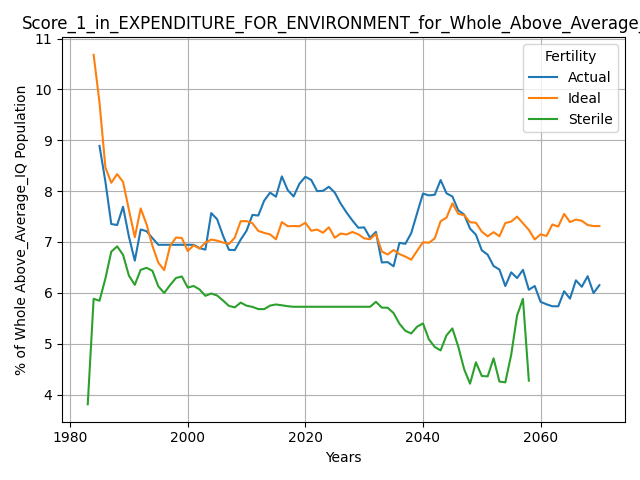 Score_1_in_EXPENDITURE_FOR_ENVIRONMENT_for_Whole_Above_Average_
11
10
9
8
7
6
5
4
% of Whole Above_Average_IQ Population
Fertility
Actual
Ideal
Sterile
1980
2000
2020
2040
2060
Years